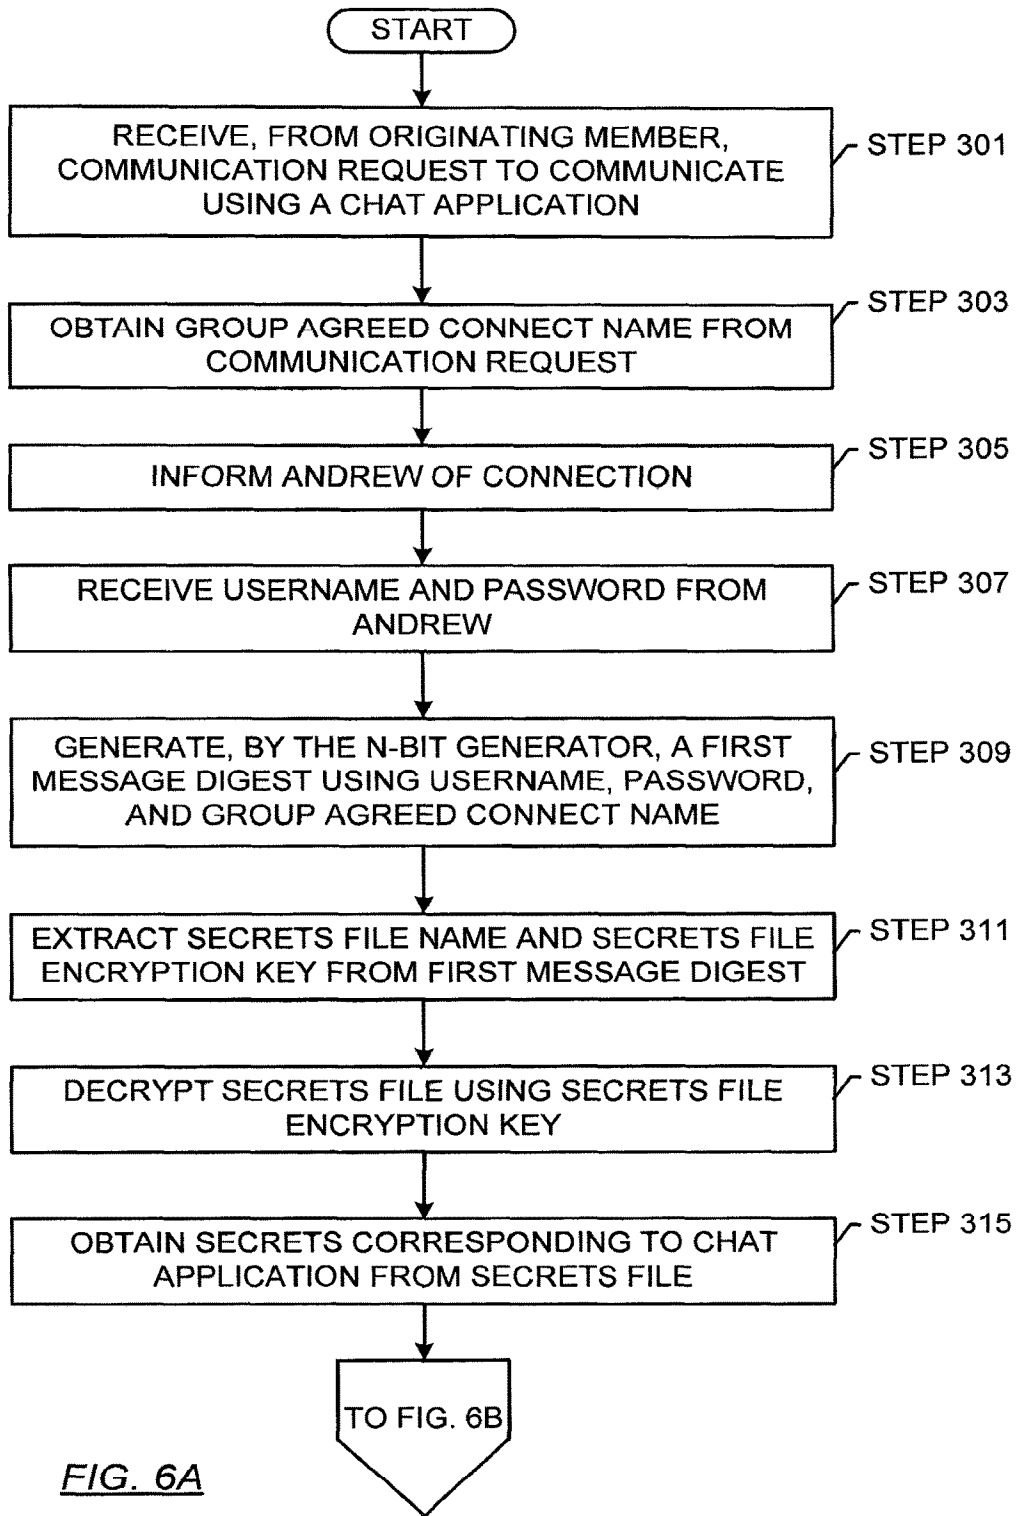 START
RECEIVE, FROM ORIGINATING MEMBER,
COMMUNICATION REQUEST TO COMMUNICATE
USING A CHAT APPLICATION
STEP 301
OBTAIN GROUP AGREED CONNECT NAME FROM
COMMUNICATION REQUEST
STEP 303
INFORM ANDREW OF CONNECTION
STEP 305
RECEIVE USERNAME AND PASSWORD FROM
ANDREW
STEP 307
GENERATE, BY THE N-BIT GENERATOR, A FIRST
MESSAGE DIGEST USING USERNAME, PASSWORD,
AND GROUP AGREED CONNECT NAME
STEP 309
EXTRACT SECRETS FILE NAME AND SECRETS FILE
ENCRYPTION KEY FROM FIRST MESSAGE DIGEST
STEP 311
DECRYPT SECRETS FILE USING SECRETS FILE
ENCRYPTION KEY
STEP 313
OBTAIN SECRETS CORRESPONDING TO CHAT
APPLICATION FROM SECRETS FILE
STEP 315
TO FIG. 6B
FIG. 6A